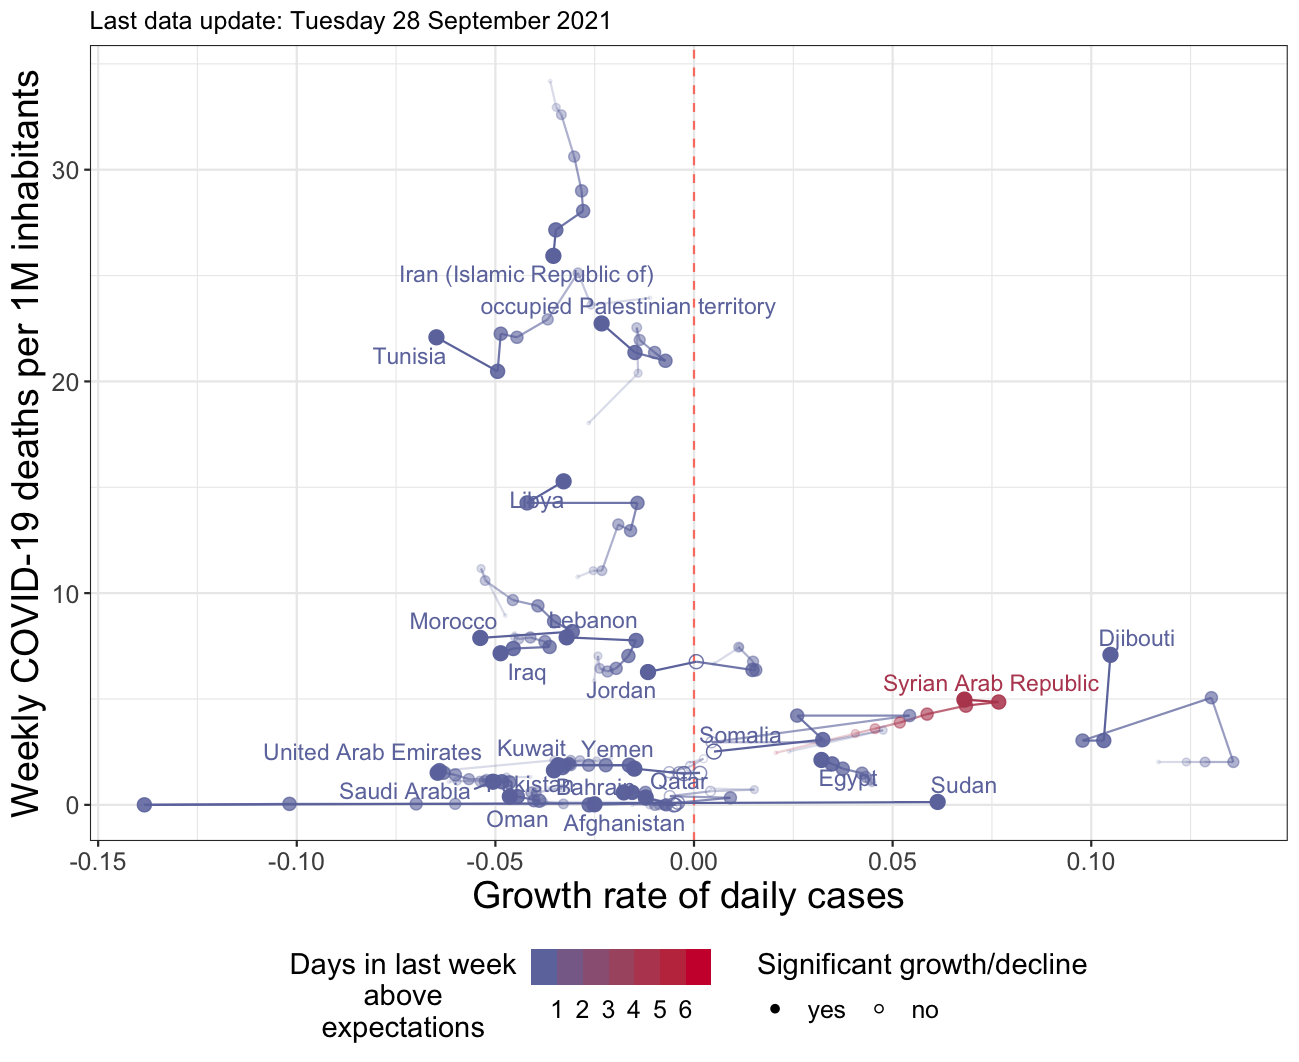 Last data update: Tuesday 28 September 2021
Weekly COVID-19 deaths per 1M inhabitants
30
20
10
0
Iran (Islamic Republic of)
occupied Palestinian territory
Tunisia
Libya
Morocco
Lebanon
Iraq
Jordan
Djibouti
Syrian Arab Republic
Somalia
United Arab Emirates
Kuwait
Yemen
Saudi Arabia
Pakistan
Bahrain
Qatar
Egypt
Sudan
Oman
Afghanistan
-0.15
-0.10
-0.05
0.00
0.05
0.10
Growth rate of daily cases
Days in last week
above
expectations
1 2 3 4 5 6
Significant growth/decline
yes
no